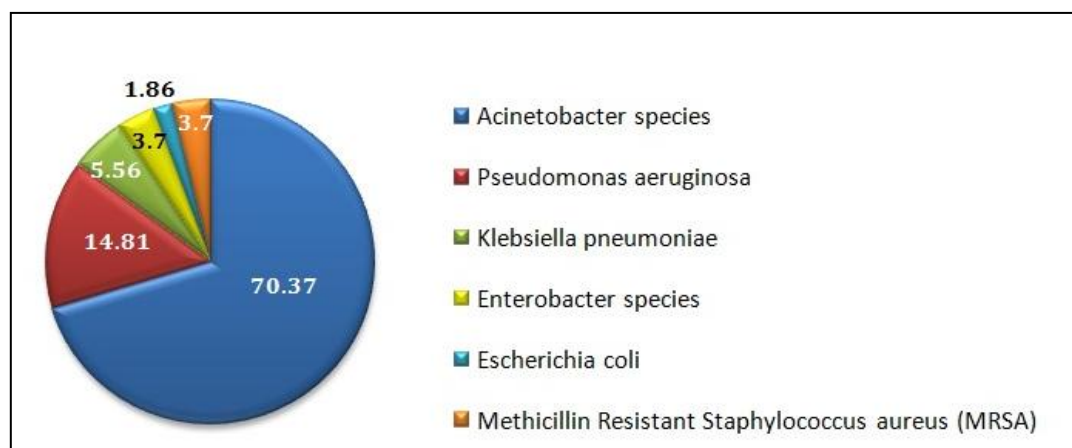 1.86
3.7
3.7
5.56
14.81
70.37
Acinetobacter species
Pseudomonas aeruginosa
Klebsiella pneumoniae
Enterobacter species
Escherichia coli
Methicillin Resistant Staphylococcus aureus (MRSA)